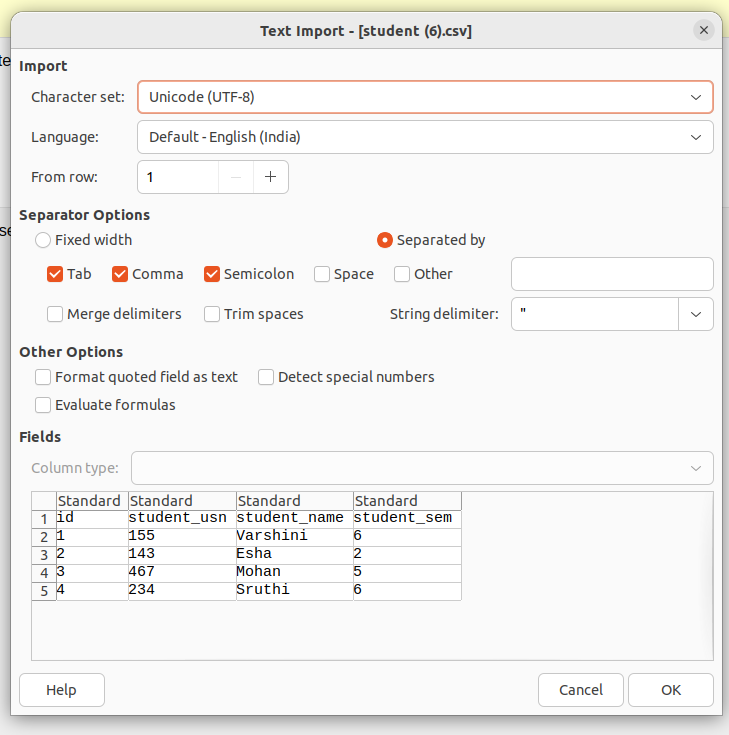 Text Import - [student (6).csv]
Import
Character set: Unicode (UTF-8)
Language: Default - English (India)
From row: 1
Separator Options
Fixed width Separated by
Tab Comma Semicolon Space Other
Merge delimiters Trim spaces String delimiter: "
Other Options
Format quoted field as text Detect special numbers
Evaluate formulas
Fields
Column type:
Standard Standard Standard Standard
1 id student_usn student_name student_sem
2 1 155 Varshini 6
3 2 143 Esha 2
4 3 467 Mohan 5
5 4 234 Sruthi 6
Help Cancel OK